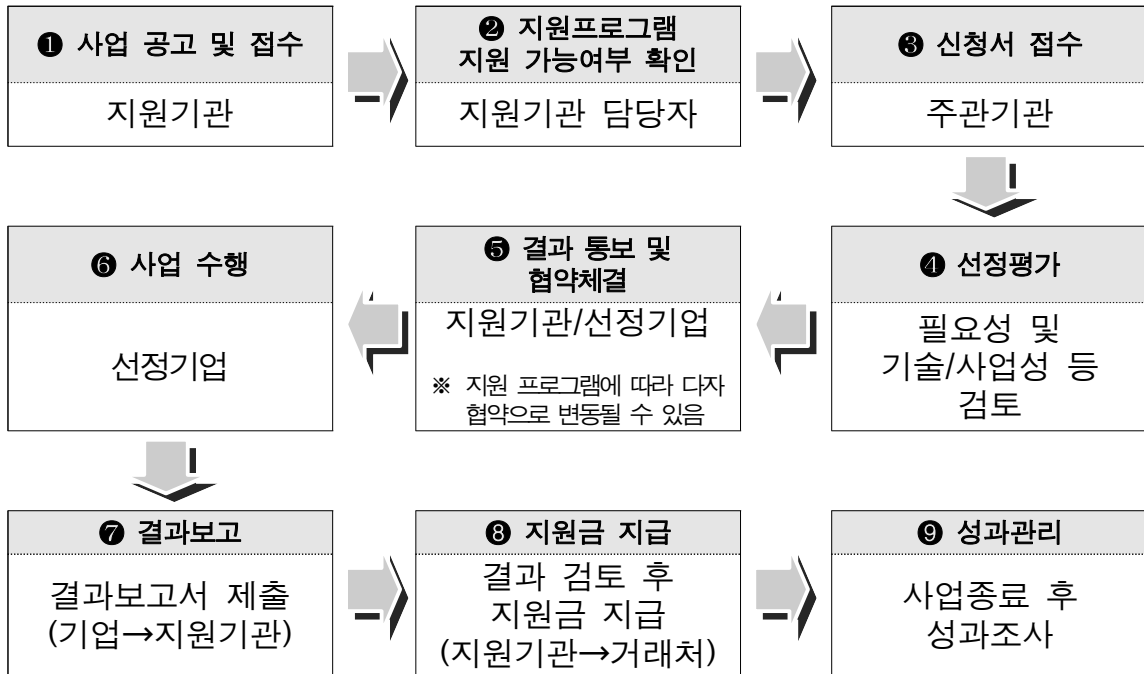 ❶ 사업 공고 및 접수
지원기관
❷ 지원프로그램
지원 가능여부 확인
지원기관 담당자
❸ 신청서 접수
주관기관
❹ 선정평가
필요성 및
기술/사업성 등
검토
❺ 결과 통보 및
협약체결
지원기관/선정기업
※ 지원 프로그램에 따라 다자
협약으로 변동될 수 있음
❻ 사업 수행
선정기업
❼ 결과보고
결과보고서 제출
(기업→지원기관)
❽ 지원금 지급
결과 검토 후
지원금 지급
(지원기관→거래처)
❾ 성과관리
사업종료 후
성과조사